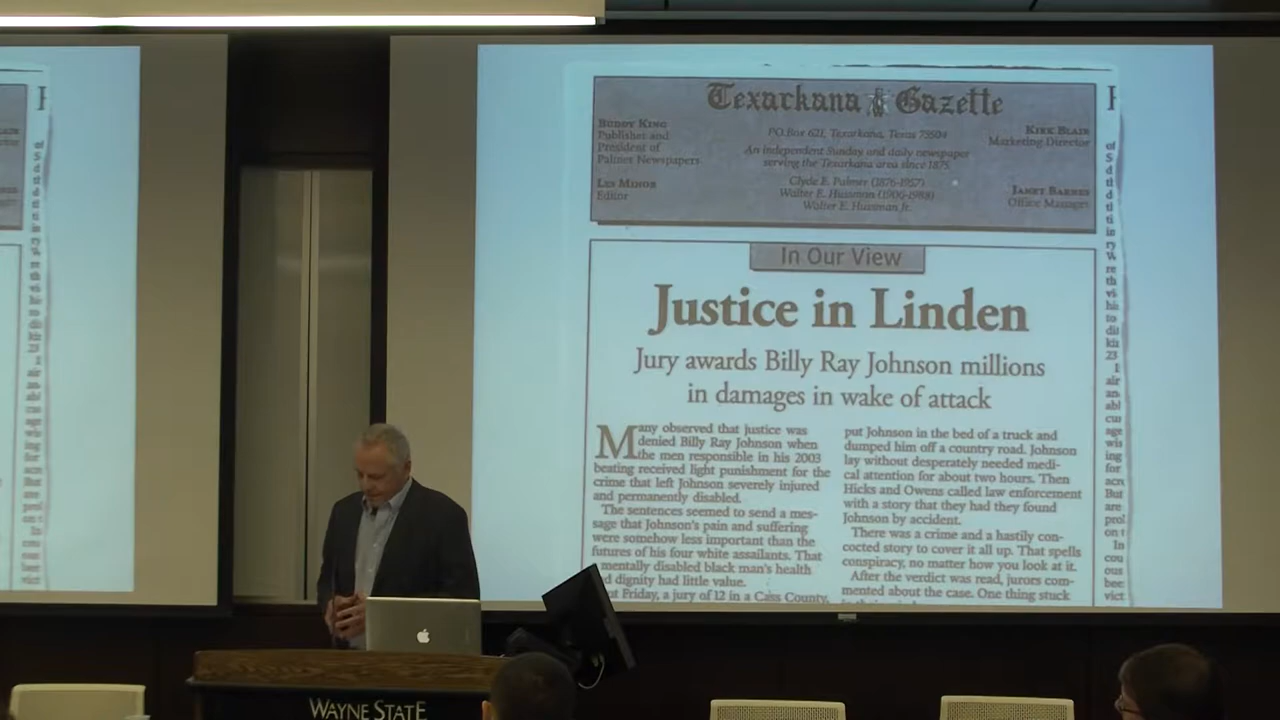 Texarkana Gazette
BUDDY KING
Publisher and
President of
Palmer Newspapers
LES MINOR
Editor
P.O. Box 621, Texarkana, Texas 75504
An independent Sunday and daily newspaper
serving the Texarkana area since 1875
Clyde E. Palmer (1876-1957)
Walter E. Hussman (1906-1988)
Walter E. Hussman Jr.
KIRK BLAIR
Marketing Director
JANET BARNES
Office Manager
In Our View
Justice in Linden
Jury awards Billy Ray Johnson millions
in damages in wake of attack
Many observed that justice was
denied Billy Ray Johnson when
the men responsible in his 2003
beating received light punishment for the
crime that left Johnson severely injured
and permanently disabled.
The sentences seemed to send a mes-
sage that Johnson's pain and suffering
were somehow less important than the
futures of his four white assailants. That
mentally disabled black man's health
d dignity had little value.
ot Friday, a jury of 12 in a Cass County,
put Johnson in the bed of a truck and
dumped him off a country road. Johnson
lay without desperately needed medi-
cal attention for about two hours. Then
Hicks and Owens called law enforcement
with a story that they had they found
Johnson by accident.
There was a crime and a hastily con-
cocted story to cover it all up. That spells
conspiracy, no matter how you look at it.
After the verdict was read, jurors com-
mented about the case. One thing stuck
WAYNE STATE